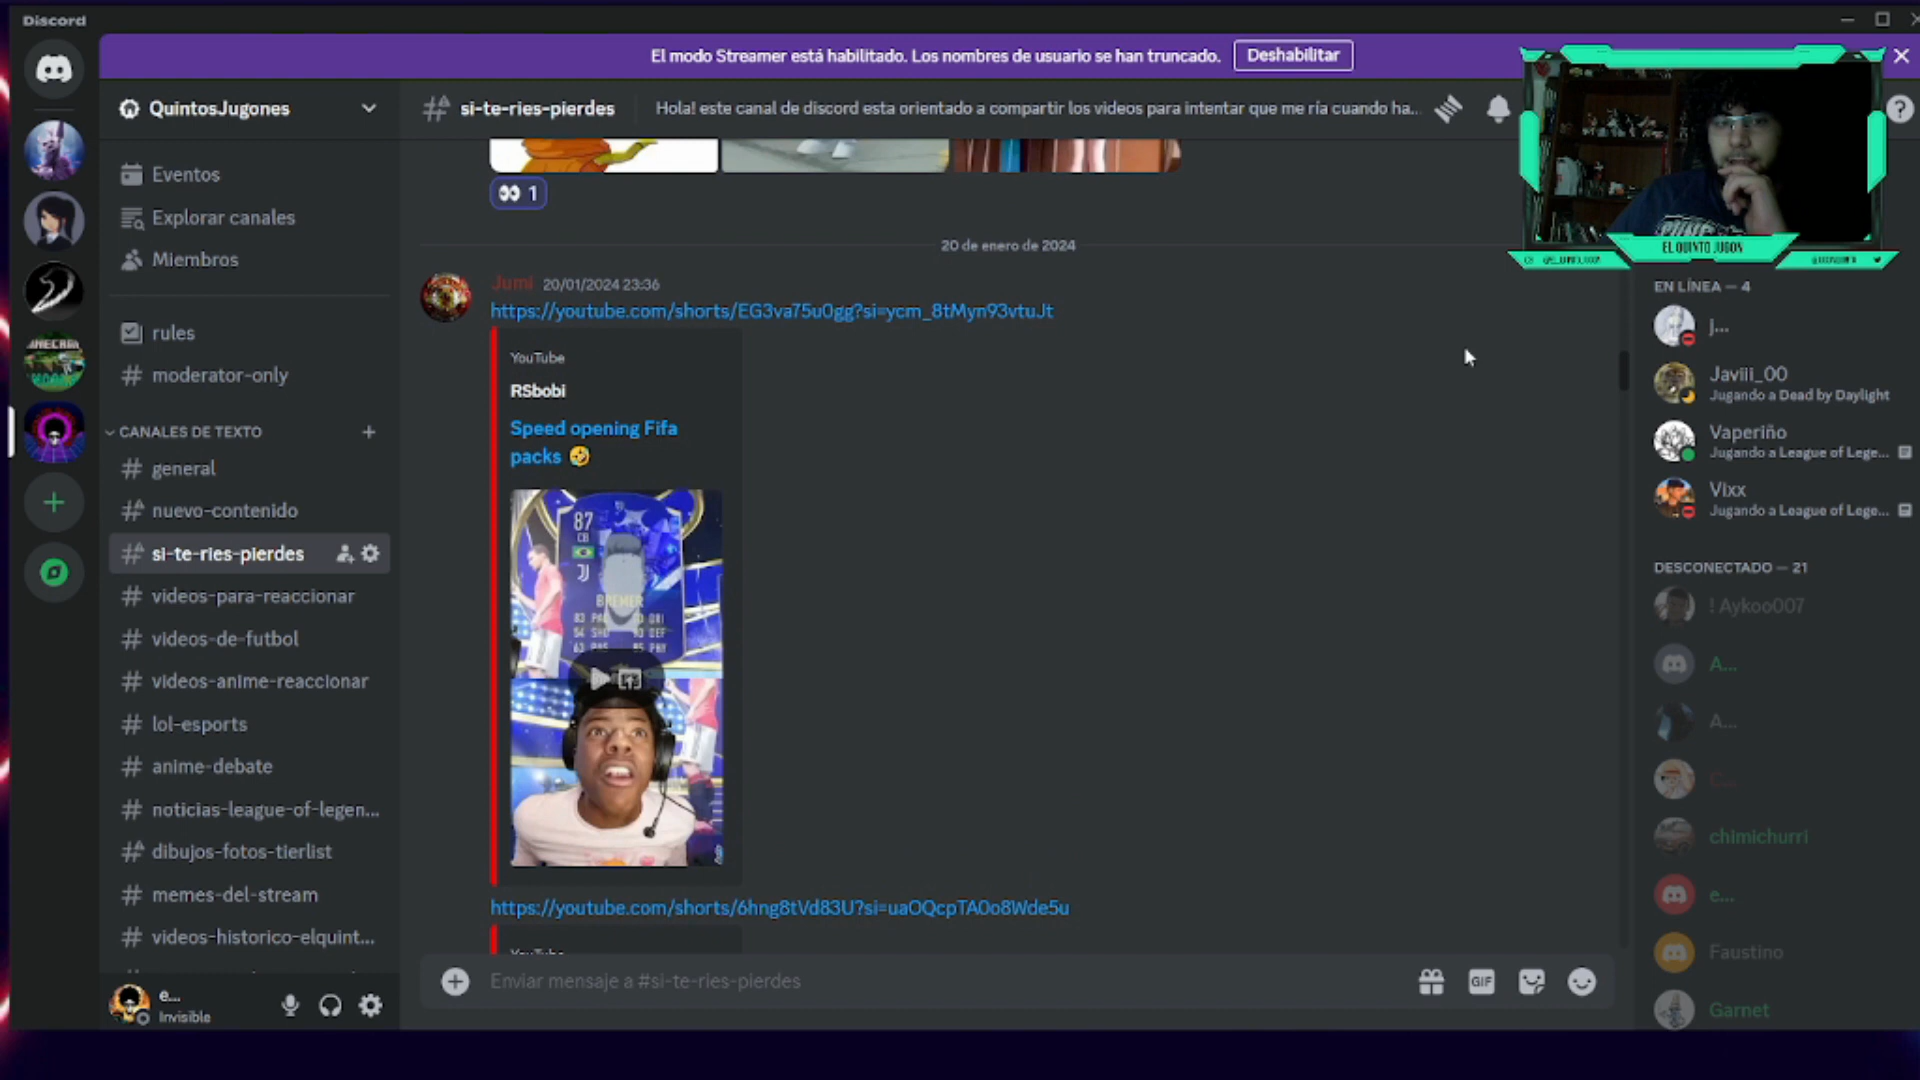 Discord
El modo Streamer está habilitado. Los nombres de usuario se han truncado.
Deshabilitar
QuintosJugones
si-te-ries-pierdes
Hola! este canal de discord esta orientado a compartir los videos para intentar que me ría cuando ha...
EL QUINTO JUGON
Eventos
Explorar canales
Miembros
rules
moderator-only
CANALES DE TEXTO
general
nuevo-contenido
si-te-ries-pierdes
videos-para-reaccionar
videos-de-futbol
videos-anime-reaccionar
lol-esports
anime-debate
noticias-league-of-legen...
dibujos-fotos-tierlist
memes-del-stream
videos-historico-elquint...
e...
Invisible
1
20 de enero de 2024
Jumi 20/01/2024 23:36
https://youtube.com/shorts/EG3va75u0gg?si=ycm_8tMyn93vtuJt
YouTube
RSbobi
Speed opening Fifa
packs 🤣
87
CB
BREMER
https://youtube.com/shorts/6hng8tVd83U?si=uaOQcpTA0o8Wde5u
YouTube
Enviar mensaje a #si-te-ries-pierdes
GIF
EN LÍNEA — 4
j...
Javiii_00
Jugando a Dead by Daylight
Vaperiño
Jugando a League of Lege...
Vixx
Jugando a League of Lege...
DESCONECTADO — 21
! Aykoo007
A...
A...
C...
chimichurri
e...
Faustino
Garnet